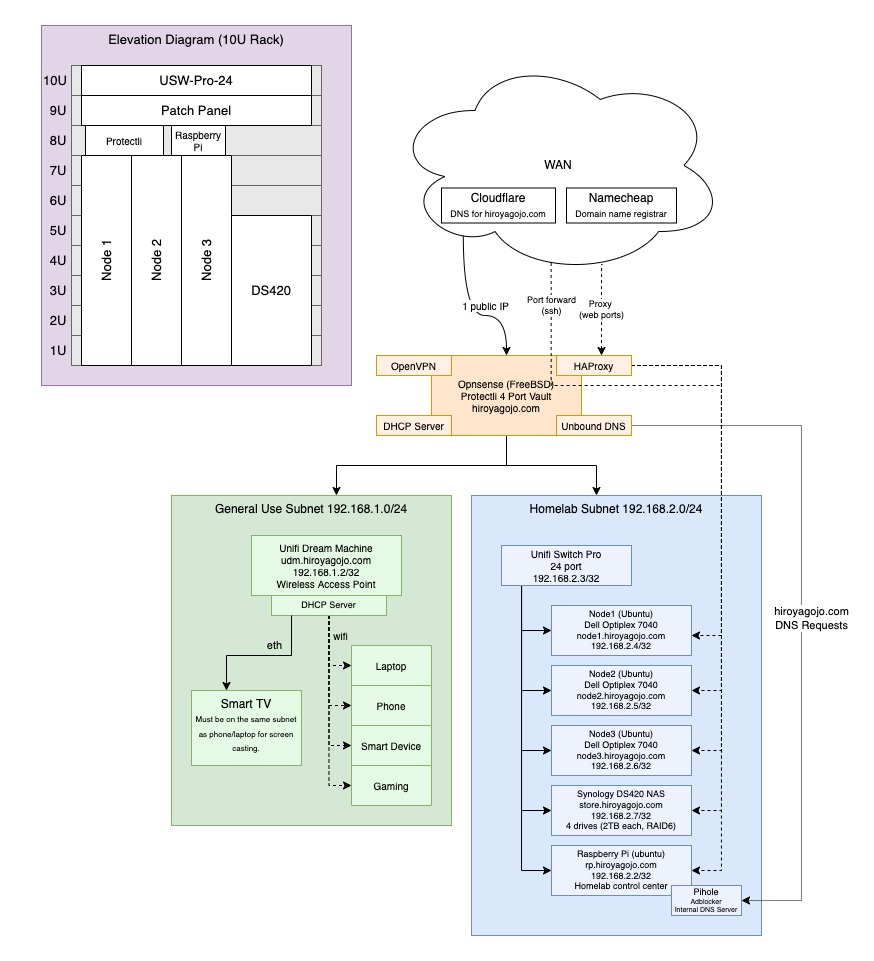 Elevation Diagram (10U Rack)
10U
USW-Pro-24
9U
Patch Panel
8U
Protectli
Raspberry
Pi
7U
6U
5U
4U
3U
2U
1U
Node 1
Node 2
Node 3
DS420
WAN
Cloudflare
DNS for hiroyagojo.com
Namecheap
Domain name registrar
1 public IP
Port forward
(ssh)
Proxy
(web ports)
OpenVPN
HAProxy
Opnsense (FreeBSD)
Protectli 4 Port Vault
hiroyagojo.com
DHCP Server
Unbound DNS
General Use Subnet 192.168.1.0/24
Unifi Dream Machine
udm.hiroyagojo.com
192.168.1.2/32
Wireless Access Point
DHCP Server
eth
wifi
Smart TV
Must be on the same subnet
as phone/laptop for screen
casting.
Laptop
Phone
Smart Device
Gaming
Homelab Subnet 192.168.2.0/24
Unifi Switch Pro
24 port
192.168.2.3/32
Node1 (Ubuntu)
Dell Optiplex 7040
node1.hiroyagojo.com
192.168.2.4/32
Node2 (Ubuntu)
Dell Optiplex 7040
node2.hiroyagojo.com
192.168.2.5/32
Node3 (Ubuntu)
Dell Optiplex 7040
node3.hiroyagojo.com
192.168.2.6/32
Synology DS420 NAS
store.hiroyagojo.com
192.168.2.7/32
4 drives (2TB each, RAID6)
Raspberry Pi (ubuntu)
rp.hiroyagojo.com
192.168.2.2/32
Homelab control center
Pihole
Adblocker
Internal DNS Server
hiroyagojo.com
DNS Requests